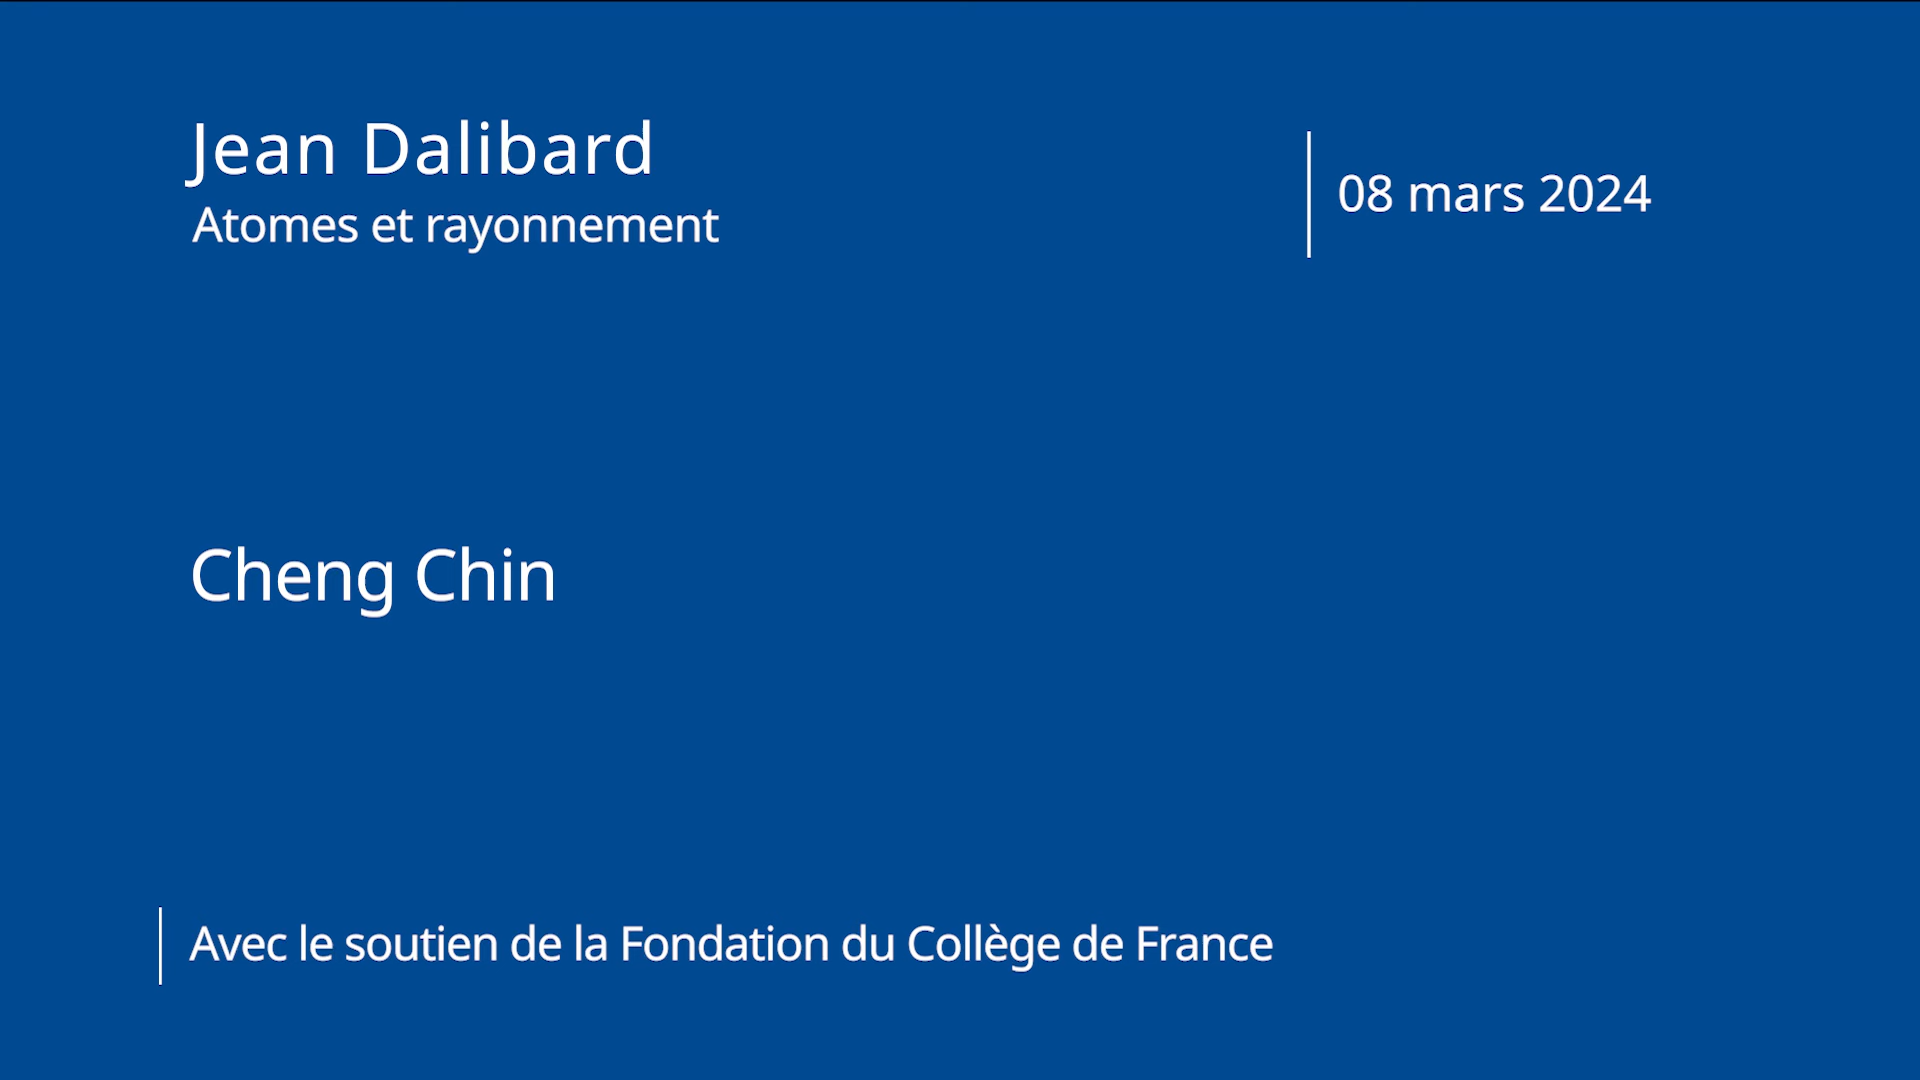 Jean Dalibard
Atomes et rayonnement
08 mars 2024
Cheng Chin
Avec le soutien de la Fondation du Collège de France